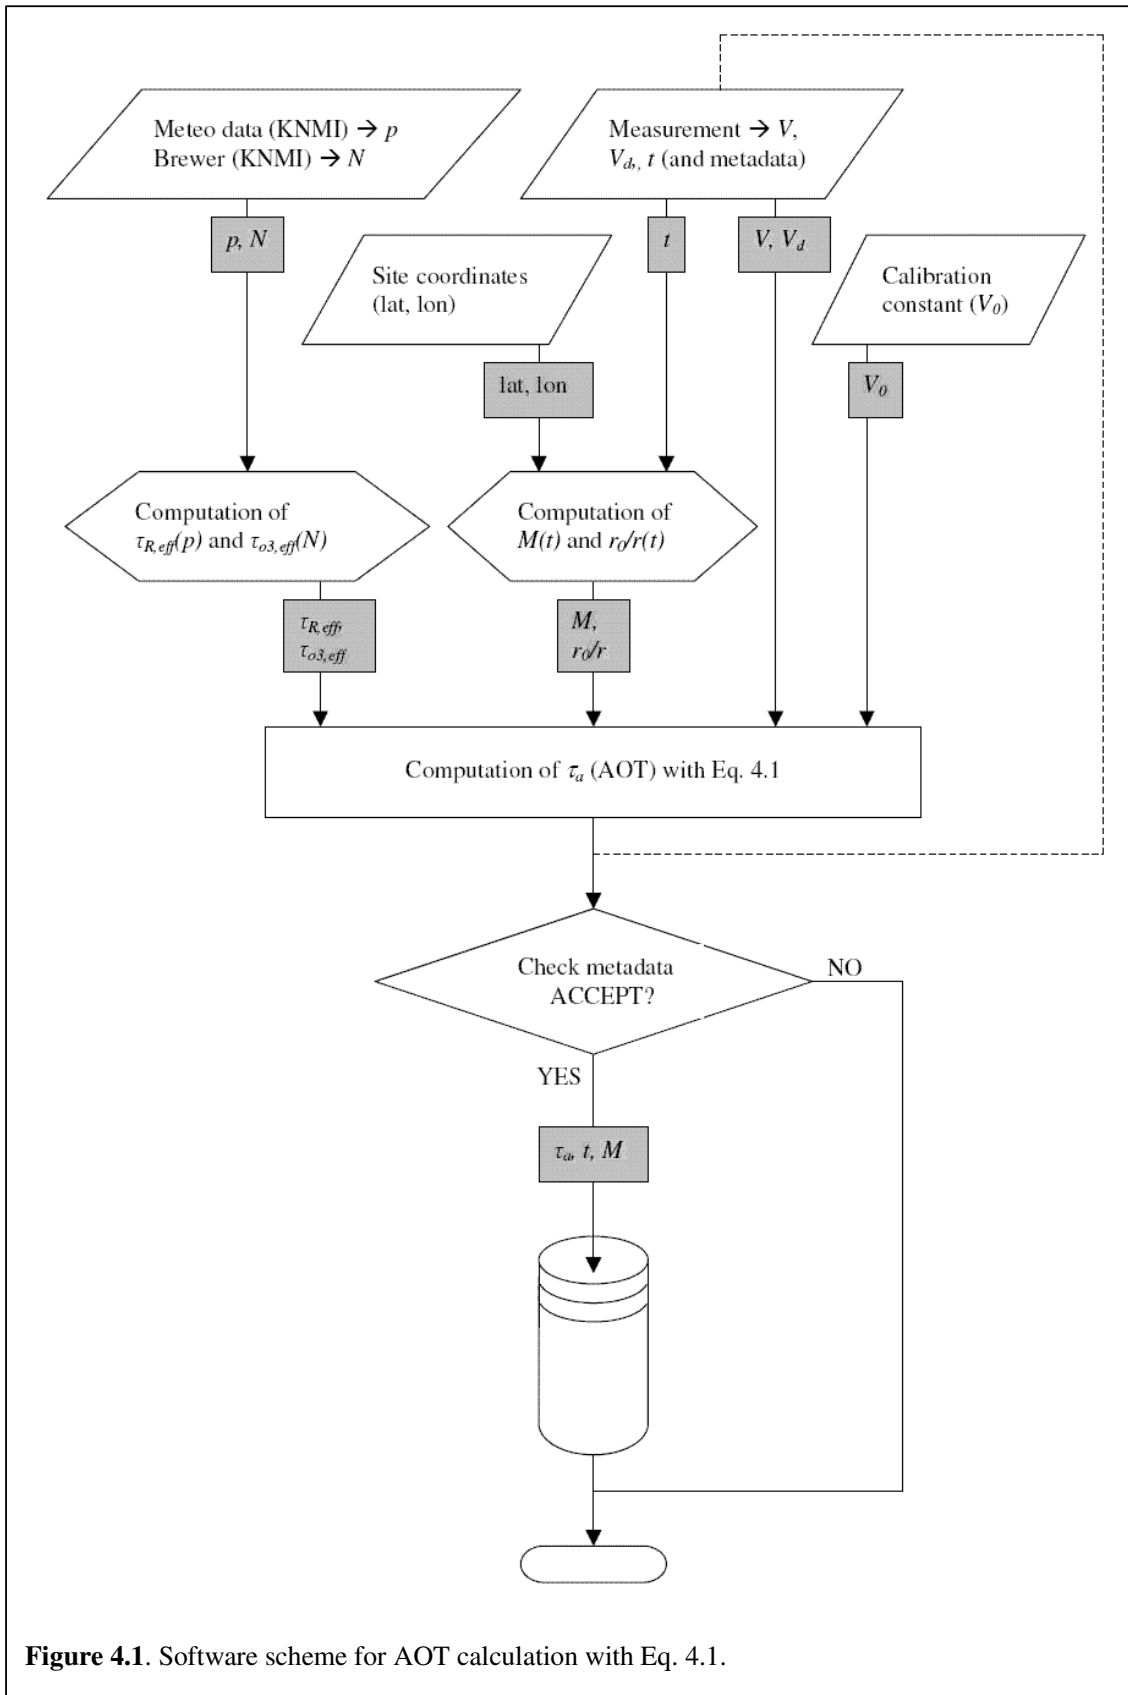 Meteo data (KNMI) → p
Brewer (KNMI) → N
Measurement → V,
V_d, t (and metadata)
p, N
t
V, V_d
Site coordinates
(lat, lon)
Calibration
constant (V_0)
lat, lon
V_0
Computation of
τ_R,eff(p) and τ_o3,eff(N)
Computation of
M(t) and r_0/r(t)
τ_R,eff,
τ_o3,eff
M,
r_0/r
Computation of τ_a (AOT) with Eq. 4.1
Check metadata
ACCEPT?
NO
YES
τ_a, t, M
Figure 4.1. Software scheme for AOT calculation with Eq. 4.1.